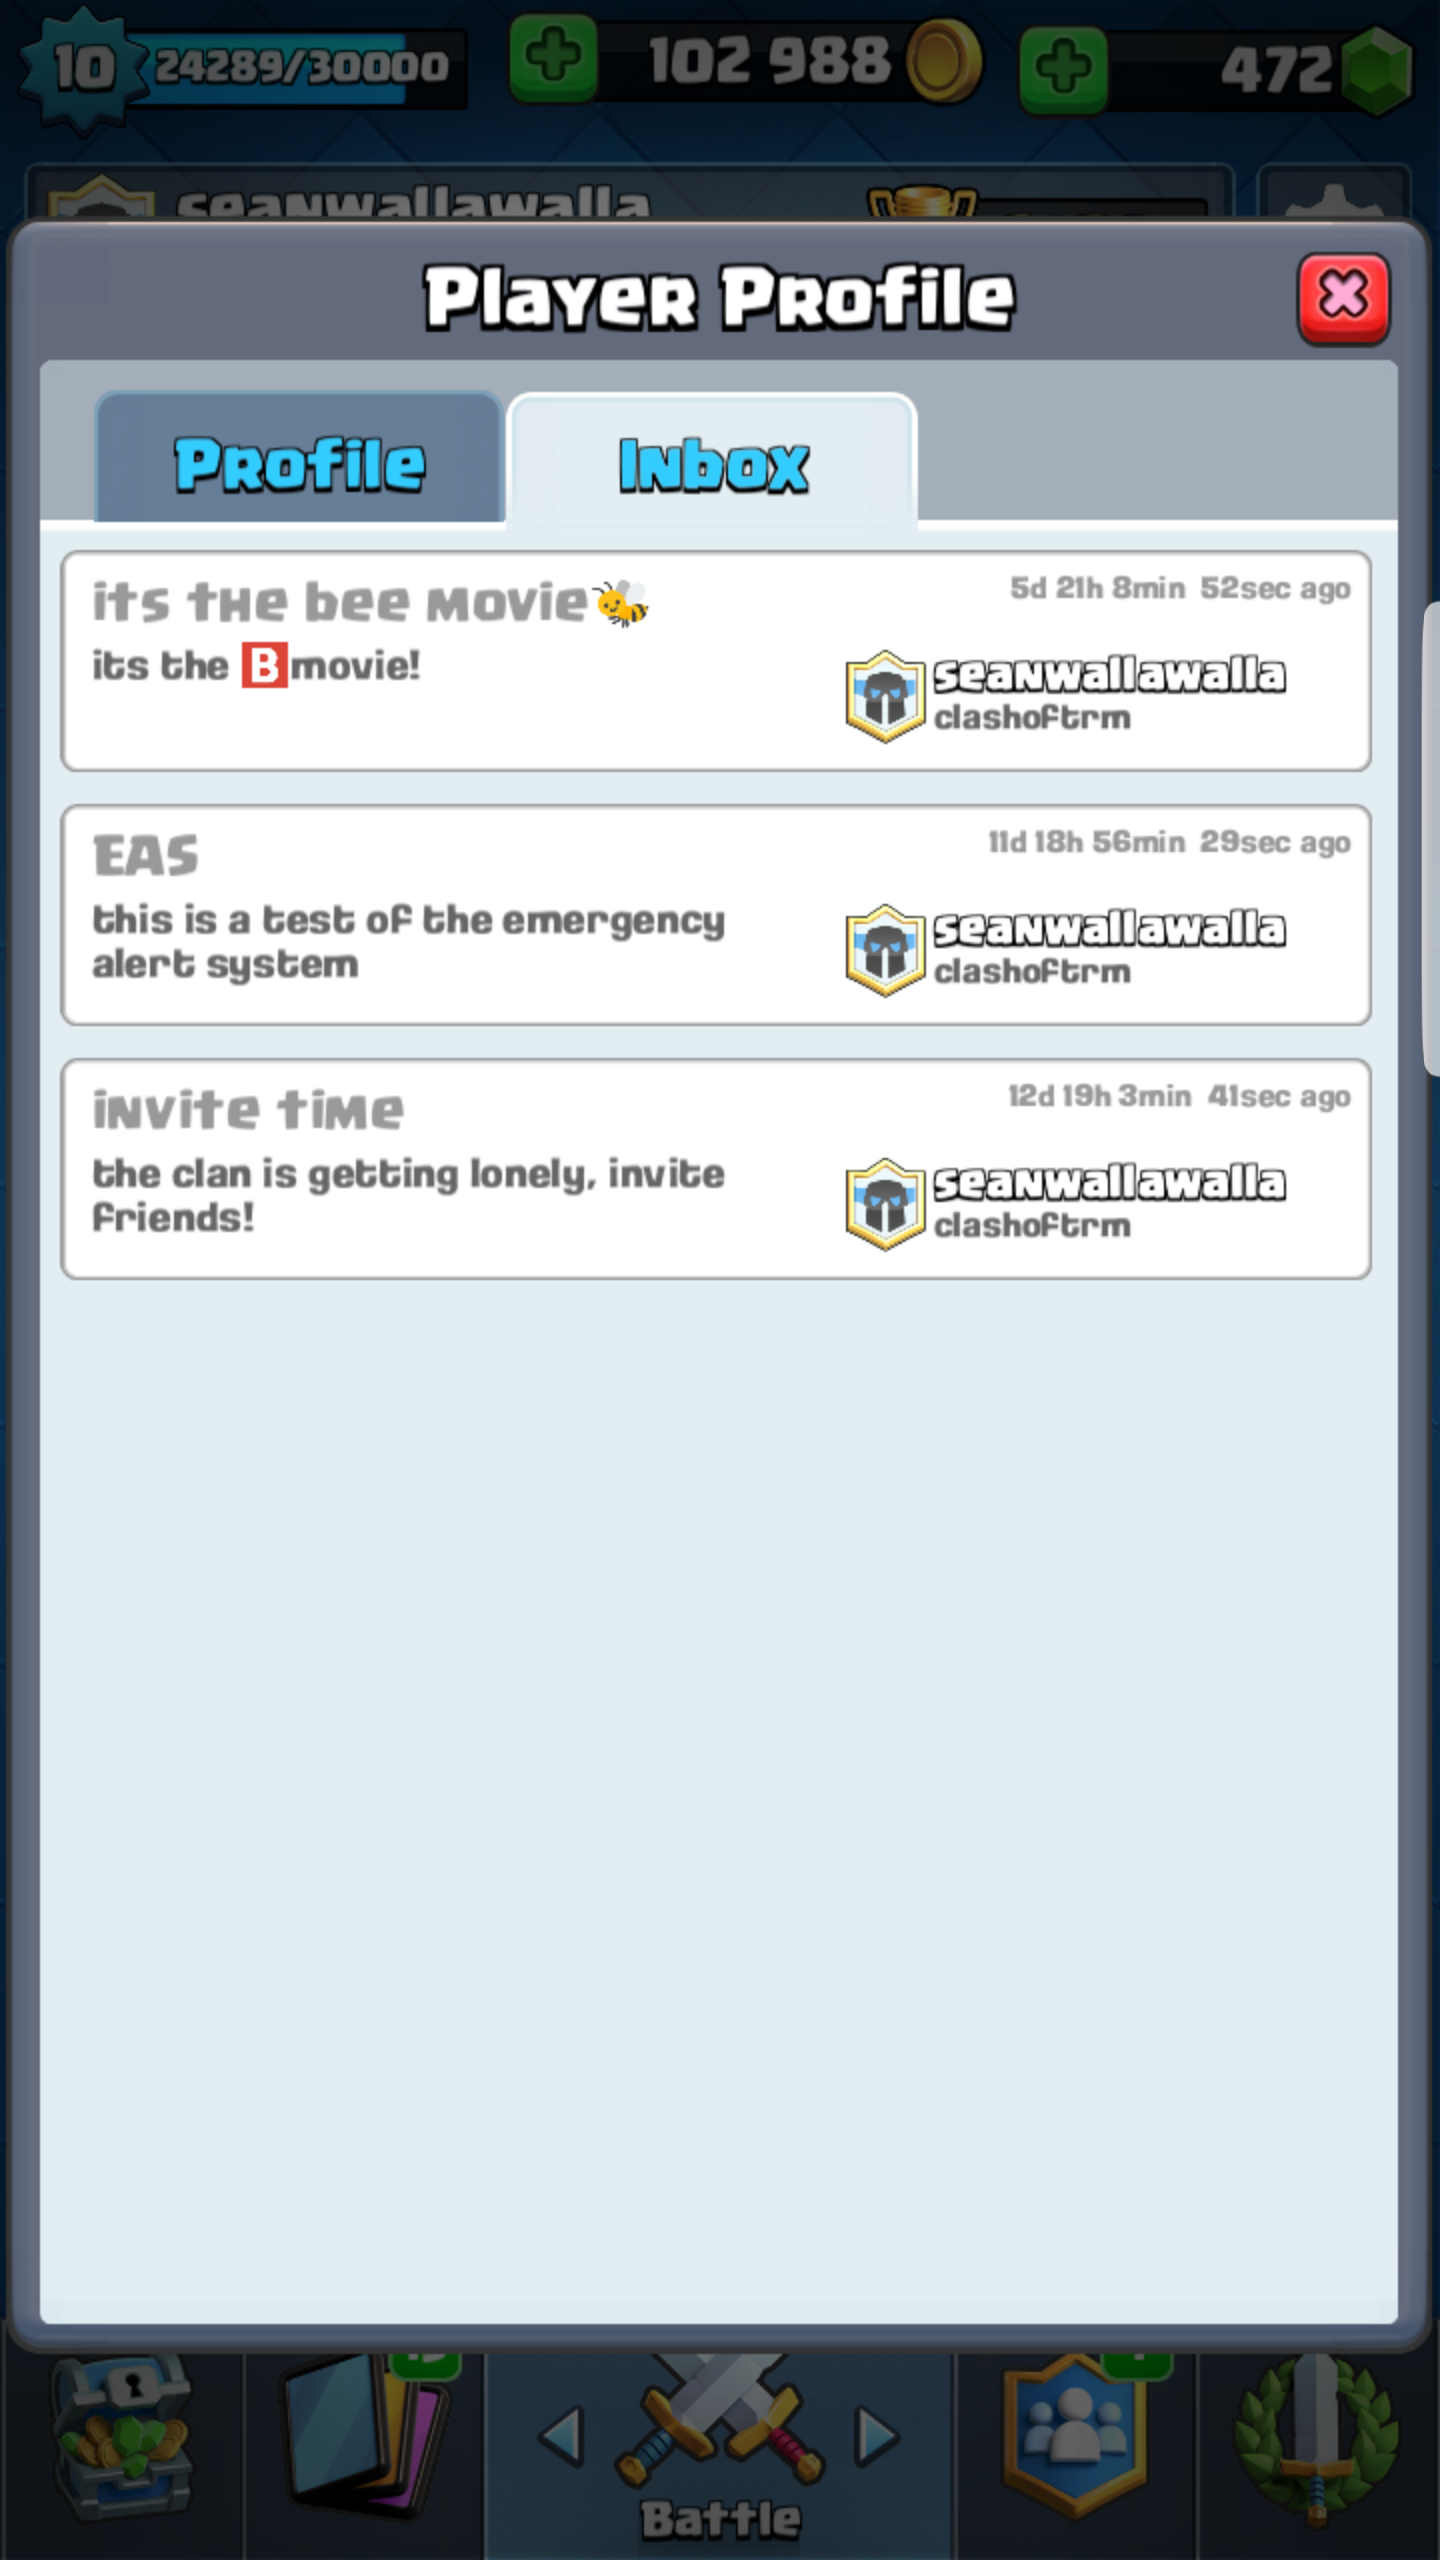 10 24289/30000 102 988 472
seanwallawalla
Player Profile
Profile Inbox
its the bee movie🐝 5d 21h 8min 52sec ago
its the 🅱movie!
seanwallawalla
clashoftrm
EAS 11d 18h 56min 29sec ago
this is a test of the emergency
alert system
seanwallawalla
clashoftrm
invite time 12d 19h 3min 41sec ago
the clan is getting lonely, invite
friends!
seanwallawalla
clashoftrm
Battle